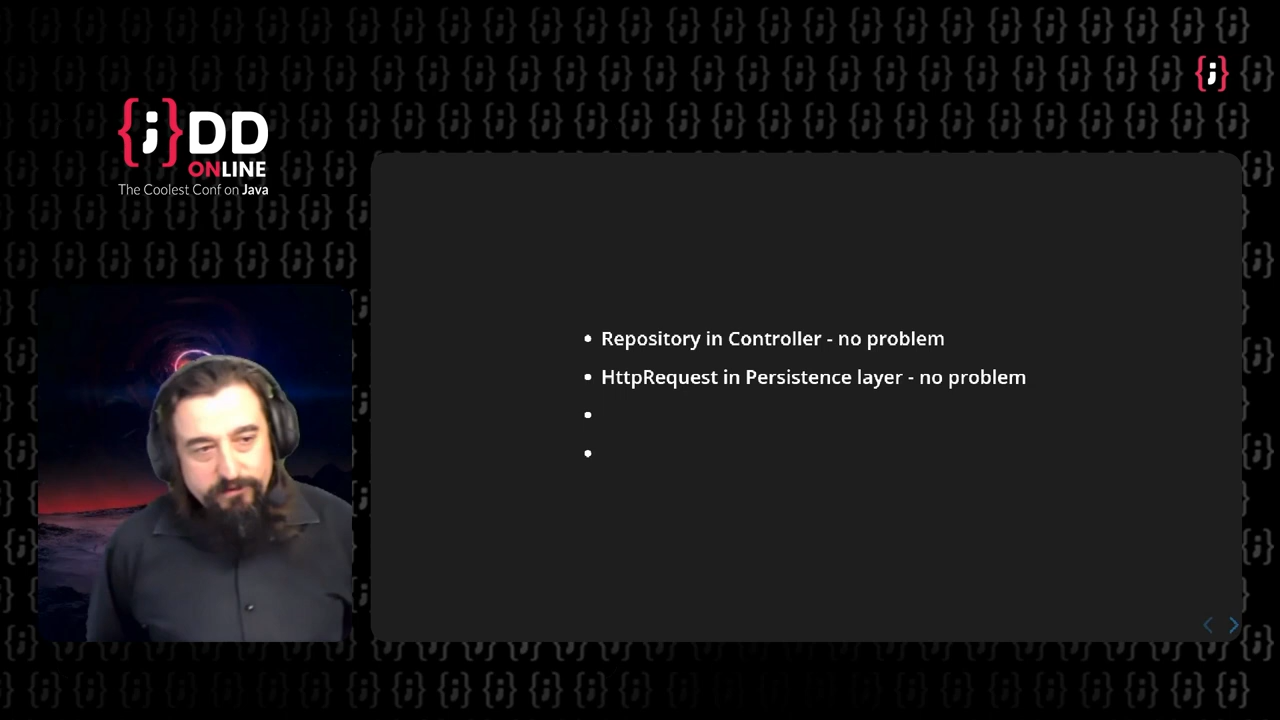 {;}DD
ONLINE
The Coolest Conf on Java
{;}
• Repository in Controller - no problem
• HttpRequest in Persistence layer - no problem